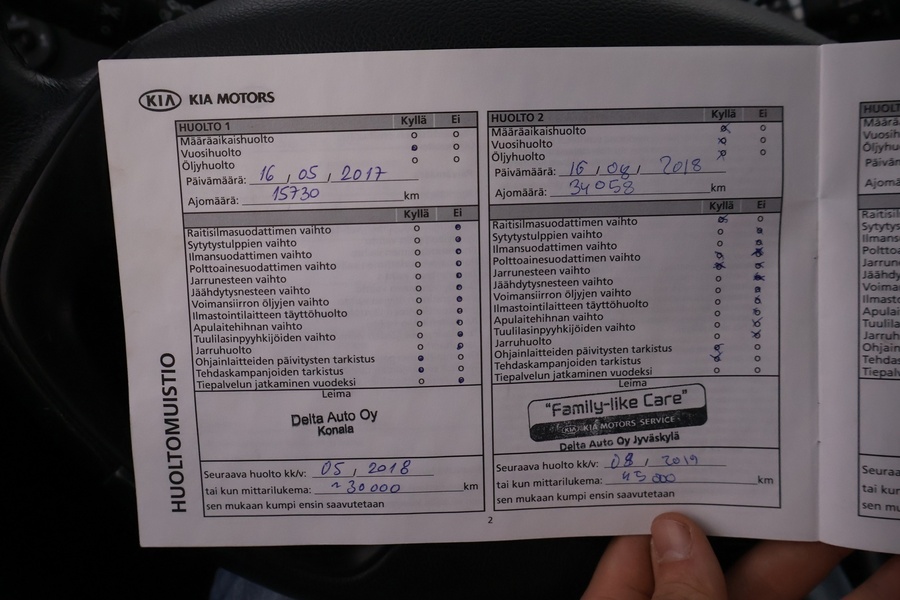 KIA KIA MOTORS
HUOLTOMUISTIO
HUOLTO 1 Kyllä Ei
Määräaikaishuolto
Vuosihuolto
Öljyhuolto
Päivämäärä: 16 , 05 , 2017
Ajomäärä: 15730 km
Kyllä Ei
Raitisilmasuodattimen vaihto
Sytytystulppien vaihto
Ilmansuodattimen vaihto
Polttoainesuodattimen vaihto
Jarrunesteen vaihto
Jäähdytysnesteen vaihto
Voimansiirron öljyjen vaihto
Ilmastointilaitteen täyttöhuolto
Apulaitehihnan vaihto
Tuulilasinpyyhkijöiden vaihto
Jarruhuolto
Ohjainlaitteiden päivitysten tarkistus
Tehdaskampanjoiden tarkistus
Tiepalvelun jatkaminen vuodeksi
Leima
Delta Auto Oy
Konala
Seuraava huolto kk/v: 05 , 2018
tai kun mittarilukema: ~30 000 km
sen mukaan kumpi ensin saavutetaan
HUOLTO 2 Kyllä Ei
Määräaikaishuolto
Vuosihuolto
Öljyhuolto
Päivämäärä: 16 , 08 , 2018
Ajomäärä: 34058 km
Kyllä Ei
Raitisilmasuodattimen vaihto
Sytytystulppien vaihto
Ilmansuodattimen vaihto
Polttoainesuodattimen vaihto
Jarrunesteen vaihto
Jäähdytysnesteen vaihto
Voimansiirron öljyjen vaihto
Ilmastointilaitteen täyttöhuolto
Apulaitehihnan vaihto
Tuulilasinpyyhkijöiden vaihto
Jarruhuolto
Ohjainlaitteiden päivitysten tarkistus
Tehdaskampanjoiden tarkistus
Tiepalvelun jatkaminen vuodeksi
Leima
"Family-like Care"
KIA KIA MOTORS SERVICE
Delta Auto Oy Jyväskylä
Seuraava huolto kk/v: 08 , 2019
tai kun mittarilukema: 45 000 km
sen mukaan kumpi ensin saavutetaan
2